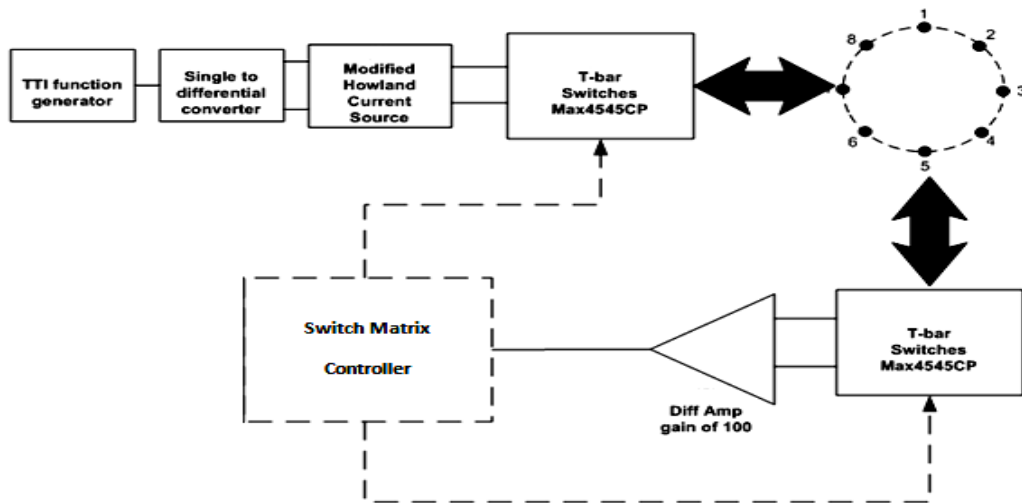 TTI function
generator
Single to
differential
converter
Modified
Howland
Current
Source
T-bar
Switches
Max4545CP
1
2
3
4
5
6
8
Switch Matrix
Controller
Diff Amp
gain of 100
T-bar
Switches
Max4545CP